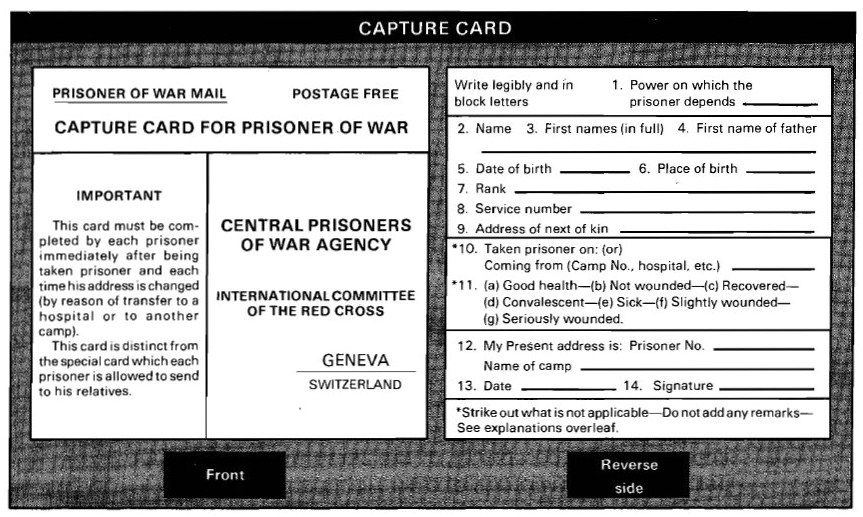 CAPTURE CARD
PRISONER OF WAR MAIL POSTAGE FREE
CAPTURE CARD FOR PRISONER OF WAR
IMPORTANT
This card must be com-
pleted by each prisoner
immediately after being
taken prisoner and each
time his address is changed
(by reason of transfer to a
hospital or to another
camp).
This card is distinct from
the special card which each
prisoner is allowed to send
to his relatives.
CENTRAL PRISONERS
OF WAR AGENCY
INTERNATIONAL COMMITTEE
OF THE RED CROSS
GENEVA
SWITZERLAND
Front
Write legibly and in
block letters
1. Power on which the
prisoner depends
2. Name 3. First names (in full) 4. First name of father
5. Date of birth 6. Place of birth
7. Rank
8. Service number
9. Address of next of kin
*10. Taken prisoner on: (or)
Coming from (Camp No., hospital, etc.)
*11. (a) Good health—(b) Not wounded—(c) Recovered—
(d) Convalescent—(e) Sick—(f) Slightly wounded—
(g) Seriously wounded.
12. My Present address is: Prisoner No.
Name of camp
13. Date 14. Signature
*Strike out what is not applicable—Do not add any remarks—
See explanations overleaf.
Reverse
side